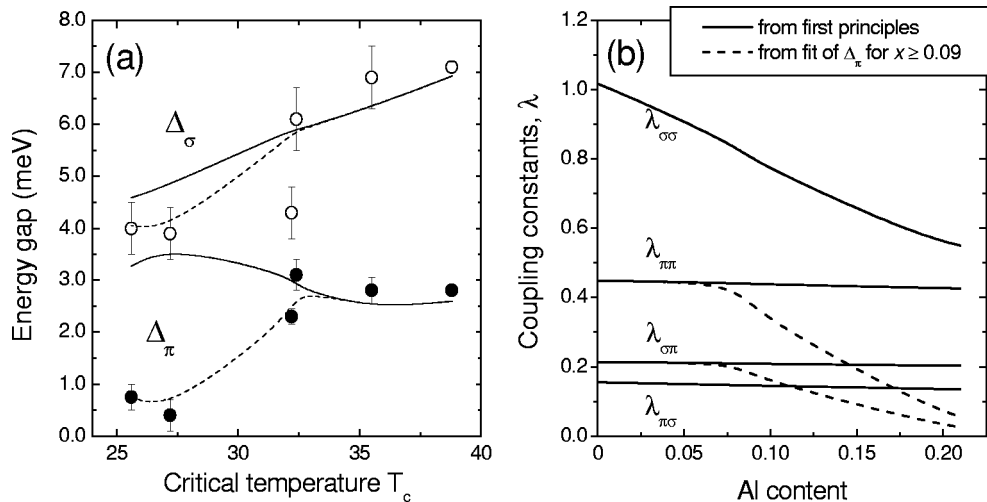 (a)
Δσ
Δπ
Energy gap (meV)
8.0
7.0
6.0
5.0
4.0
3.0
2.0
1.0
0.0
25
30
35
40
Critical temperature Tc
(b)
from first principles
from fit of Δπ for x ≥ 0.09
λσσ
λππ
λσπ
λπσ
Coupling constants, λ
1.2
1.0
0.8
0.6
0.4
0.2
0.0
0
0.05
0.10
0.15
0.20
Al content